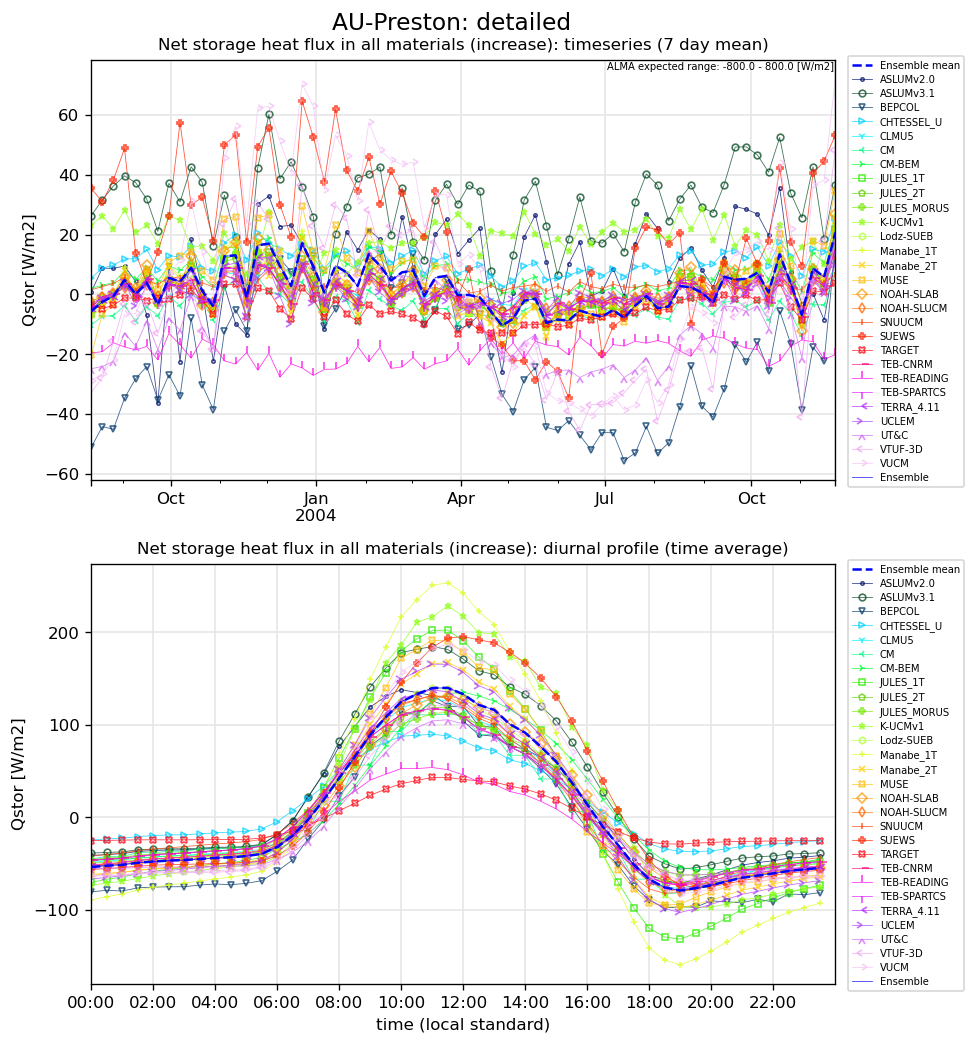 AU-Preston: detailed
Net storage heat flux in all materials (increase): timeseries (7 day mean)
ALMA expected range: -800.0 - 800.0 [W/m2]
Qstor [W/m2]
60
40
20
0
−20
−40
−60
Oct
Jan
2004
Apr
Jul
Oct
Ensemble mean
ASLUMv2.0
ASLUMv3.1
BEPCOL
CHTESSEL_U
CLMU5
CM
CM-BEM
JULES_1T
JULES_2T
JULES_MORUS
K-UCMv1
Lodz-SUEB
Manabe_1T
Manabe_2T
MUSE
NOAH-SLAB
NOAH-SLUCM
SNUUCM
SUEWS
TARGET
TEB-CNRM
TEB-READING
TEB-SPARTCS
TERRA_4.11
UCLEM
UT&C
VTUF-3D
VUCM
Ensemble
Net storage heat flux in all materials (increase): diurnal profile (time average)
Qstor [W/m2]
200
100
0
−100
00:00
02:00
04:00
06:00
08:00
10:00
12:00
14:00
16:00
18:00
20:00
22:00
time (local standard)
Ensemble mean
ASLUMv2.0
ASLUMv3.1
BEPCOL
CHTESSEL_U
CLMU5
CM
CM-BEM
JULES_1T
JULES_2T
JULES_MORUS
K-UCMv1
Lodz-SUEB
Manabe_1T
Manabe_2T
MUSE
NOAH-SLAB
NOAH-SLUCM
SNUUCM
SUEWS
TARGET
TEB-CNRM
TEB-READING
TEB-SPARTCS
TERRA_4.11
UCLEM
UT&C
VTUF-3D
VUCM
Ensemble